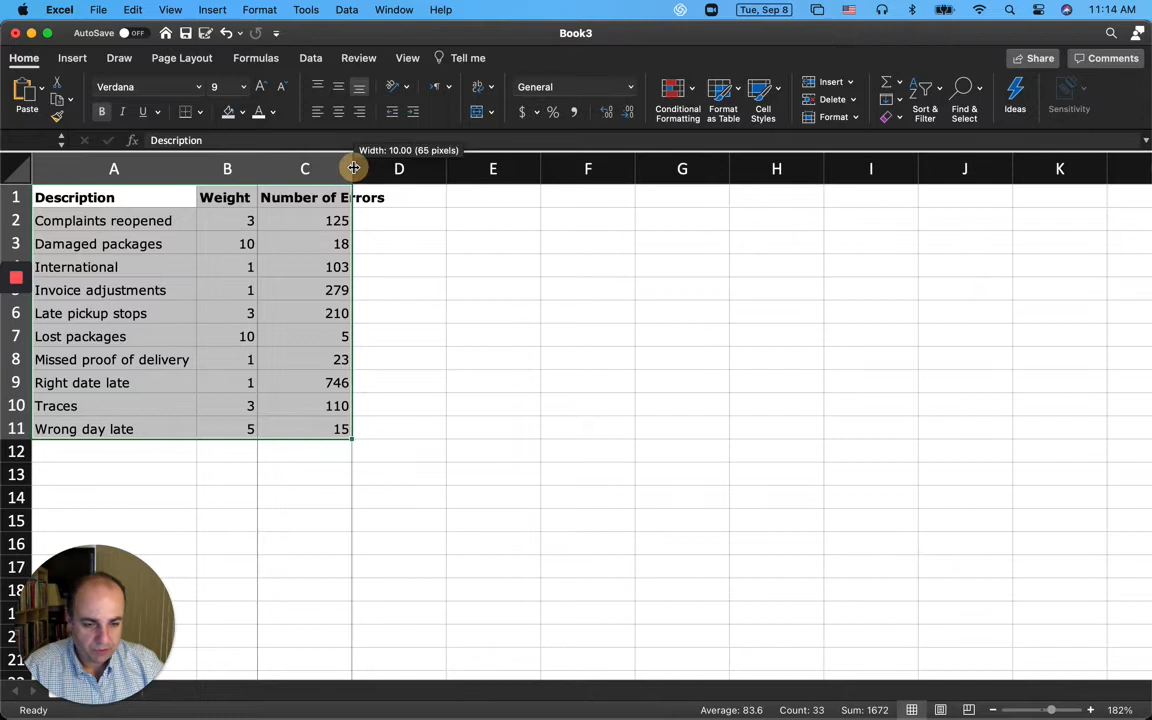 Excel File Edit View Insert Format Tools Data Window Help Tue, Sep 8 11:14 AM
AutoSave OFF Book3
Home Insert Draw Page Layout Formulas Data Review View Tell me Share Comments
Paste Verdana 9 A A General Conditional Formatting Format as Table Cell Styles Insert Delete Format Sort & Filter Find & Select Ideas Sensitivity
B I U A $ %
fx Description
Width: 10.00 (65 pixels)
A B C D E F G H I J K
1 Description Weight Number of Errors
2 Complaints reopened 3 125
3 Damaged packages 10 18
International 1 103
Invoice adjustments 1 279
6 Late pickup stops 3 210
7 Lost packages 10 5
8 Missed proof of delivery 1 23
9 Right date late 1 746
10 Traces 3 110
11 Wrong day late 5 15
12
13
14
15
16
17
18
1
2
21
Ready Average: 83.6 Count: 33 Sum: 1672 182%